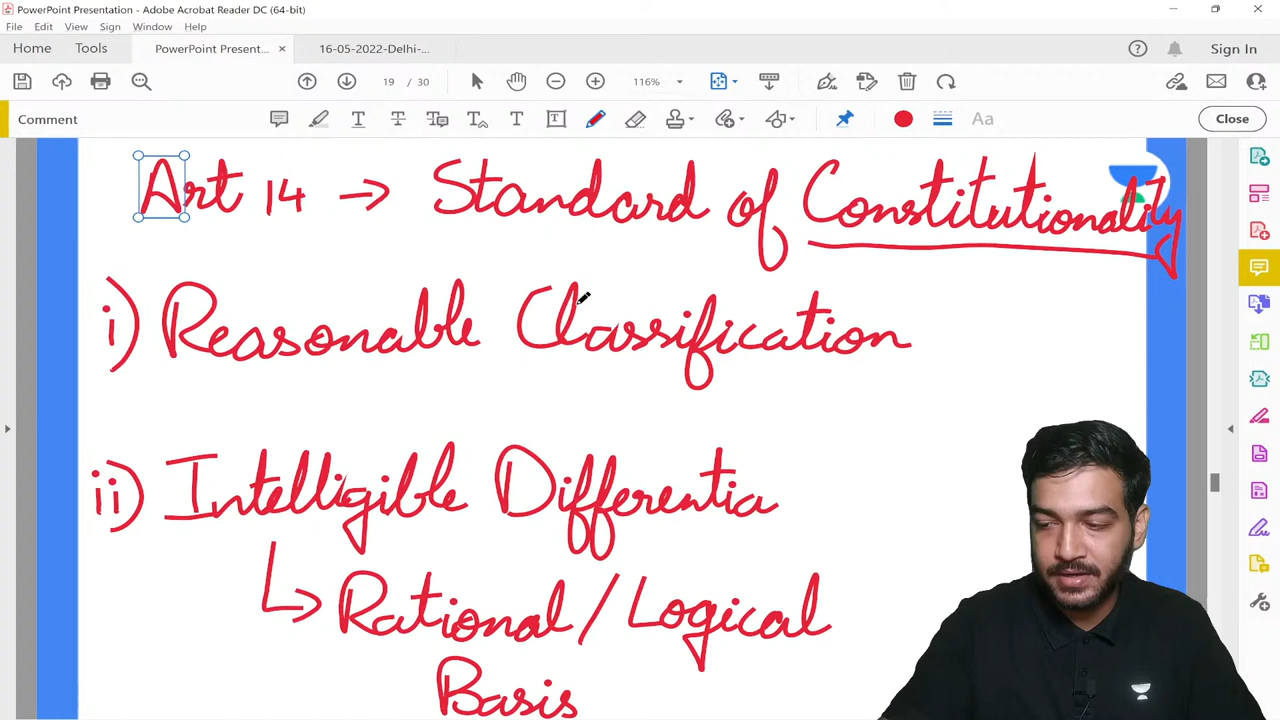 PowerPoint Presentation - Adobe Acrobat Reader DC (64-bit)
File Edit View Sign Window Help
Home Tools PowerPoint Present... × 16-05-2022-Delhi-... Sign In
19 / 30 116%
Comment Aa Close
Art 14 → Standard of Constitutionality
i) Reasonable Classification
ii) Intelligible Differentia
↳ Rational / Logical
Basis